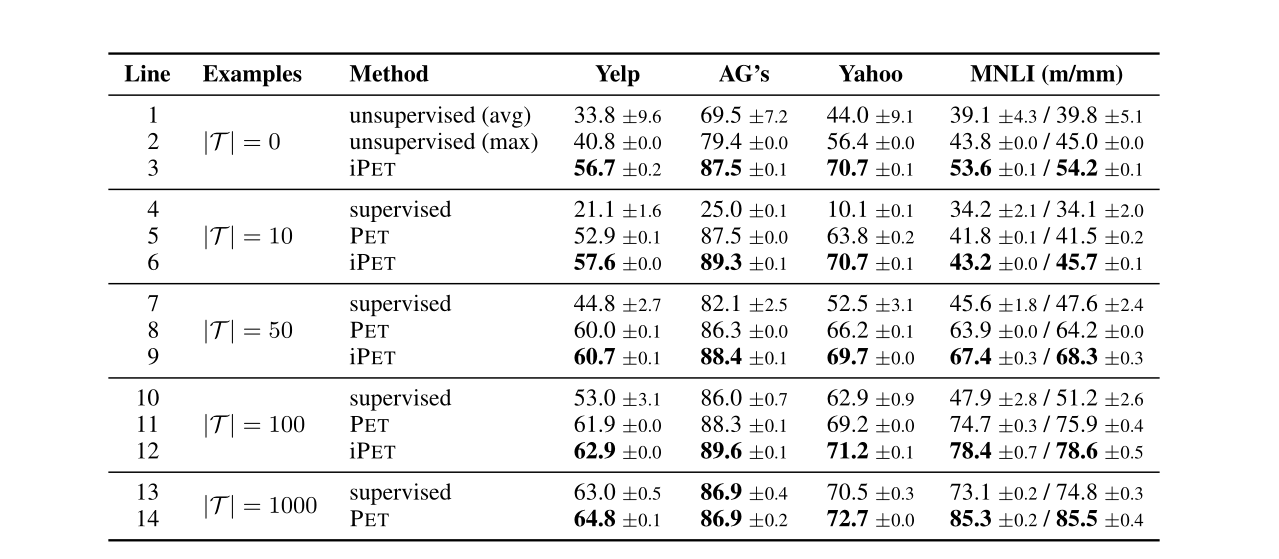 Line Examples Method Yelp AG's Yahoo MNLI (m/mm)
1 unsupervised (avg) 33.8 ±9.6 69.5 ±7.2 44.0 ±9.1 39.1 ±4.3 / 39.8 ±5.1
2 |T| = 0 unsupervised (max) 40.8 ±0.0 79.4 ±0.0 56.4 ±0.0 43.8 ±0.0 / 45.0 ±0.0
3 iPET 56.7 ±0.2 87.5 ±0.1 70.7 ±0.1 53.6 ±0.1 / 54.2 ±0.1
4 supervised 21.1 ±1.6 25.0 ±0.1 10.1 ±0.1 34.2 ±2.1 / 34.1 ±2.0
5 |T| = 10 PET 52.9 ±0.1 87.5 ±0.0 63.8 ±0.2 41.8 ±0.1 / 41.5 ±0.2
6 iPET 57.6 ±0.0 89.3 ±0.1 70.7 ±0.1 43.2 ±0.0 / 45.7 ±0.1
7 supervised 44.8 ±2.7 82.1 ±2.5 52.5 ±3.1 45.6 ±1.8 / 47.6 ±2.4
8 |T| = 50 PET 60.0 ±0.1 86.3 ±0.0 66.2 ±0.1 63.9 ±0.0 / 64.2 ±0.0
9 iPET 60.7 ±0.1 88.4 ±0.1 69.7 ±0.0 67.4 ±0.3 / 68.3 ±0.3
10 supervised 53.0 ±3.1 86.0 ±0.7 62.9 ±0.9 47.9 ±2.8 / 51.2 ±2.6
11 |T| = 100 PET 61.9 ±0.0 88.3 ±0.1 69.2 ±0.0 74.7 ±0.3 / 75.9 ±0.4
12 iPET 62.9 ±0.0 89.6 ±0.1 71.2 ±0.1 78.4 ±0.7 / 78.6 ±0.5
13 |T| = 1000 supervised 63.0 ±0.5 86.9 ±0.4 70.5 ±0.3 73.1 ±0.2 / 74.8 ±0.3
14 PET 64.8 ±0.1 86.9 ±0.2 72.7 ±0.0 85.3 ±0.2 / 85.5 ±0.4